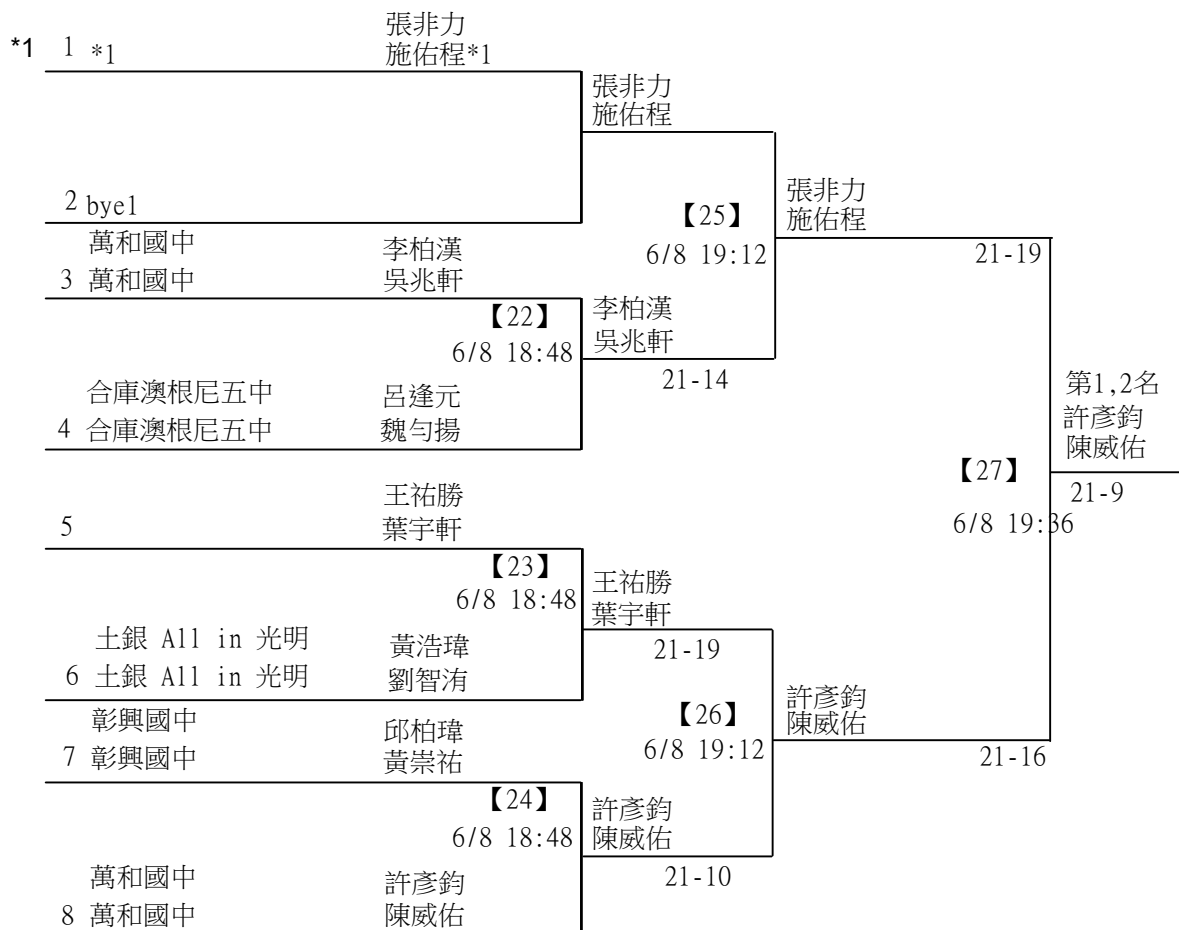 張非力
*1 1 *1 施佑程*1
張非力
施佑程
2 bye1
張非力
施佑程
【25】
6/8 19:12
21-19
萬和國中 李柏漢
3 萬和國中 吳兆軒
【22】
6/8 18:48
李柏漢
吳兆軒
21-14
合庫澳根尼五中 呂逢元
4 合庫澳根尼五中 魏勻揚
第1,2名
許彥鈞
陳威佑
【27】
21-9
6/8 19:36
王祐勝
5 葉宇軒
【23】
6/8 18:48
王祐勝
葉宇軒
21-19
土銀 All in 光明 黃浩瑋
6 土銀 All in 光明 劉智洧
許彥鈞
陳威佑
【26】
6/8 19:12
21-16
彰興國中 邱柏瑋
7 彰興國中 黃崇祐
【24】
6/8 18:48
許彥鈞
陳威佑
21-10
萬和國中 許彥鈞
8 萬和國中 陳威佑